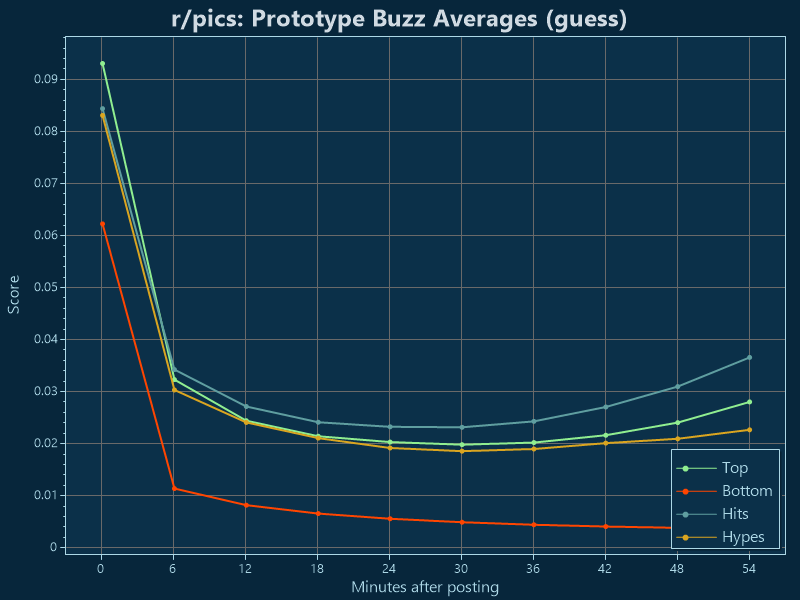 r/pics: Prototype Buzz Averages (guess)
Score
0.09
0.08
0.07
0.06
0.05
0.04
0.03
0.02
0.01
0
Top
Bottom
Hits
Hypes
0 6 12 18 24 30 36 42 48 54
Minutes after posting